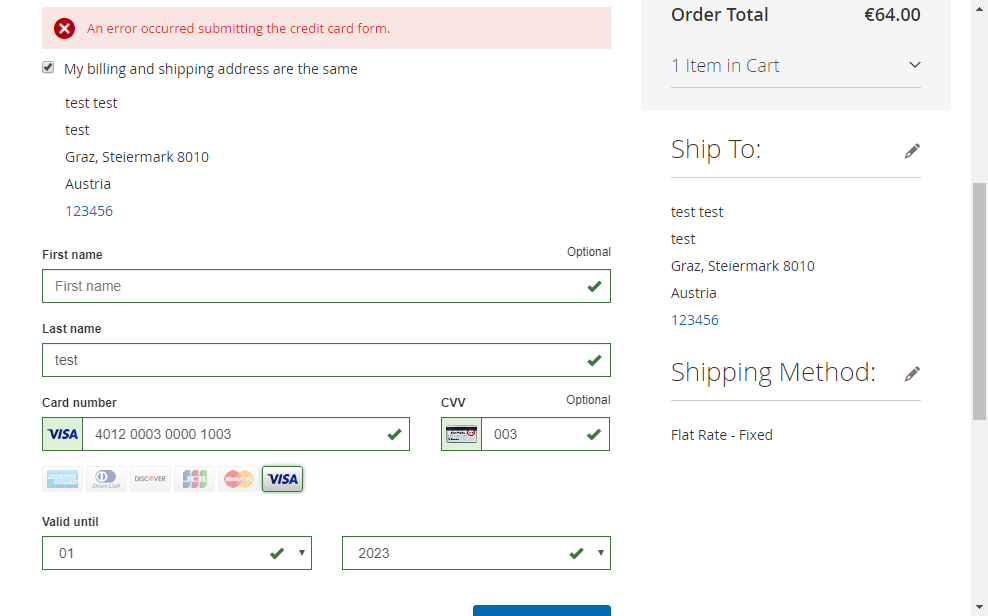 An error occurred submitting the credit card form.
My billing and shipping address are the same
test test
test
Graz, Steiermark 8010
Austria
123456
First name
Optional
First name
Last name
test
Card number
CVV
Optional
VISA
4012 0003 0000 1003
003
DISCOVER
JCB
MasterCard
VISA
Valid until
01
2023
Order Total
€64.00
1 Item in Cart
Ship To:
test test
test
Graz, Steiermark 8010
Austria
123456
Shipping Method:
Flat Rate - Fixed